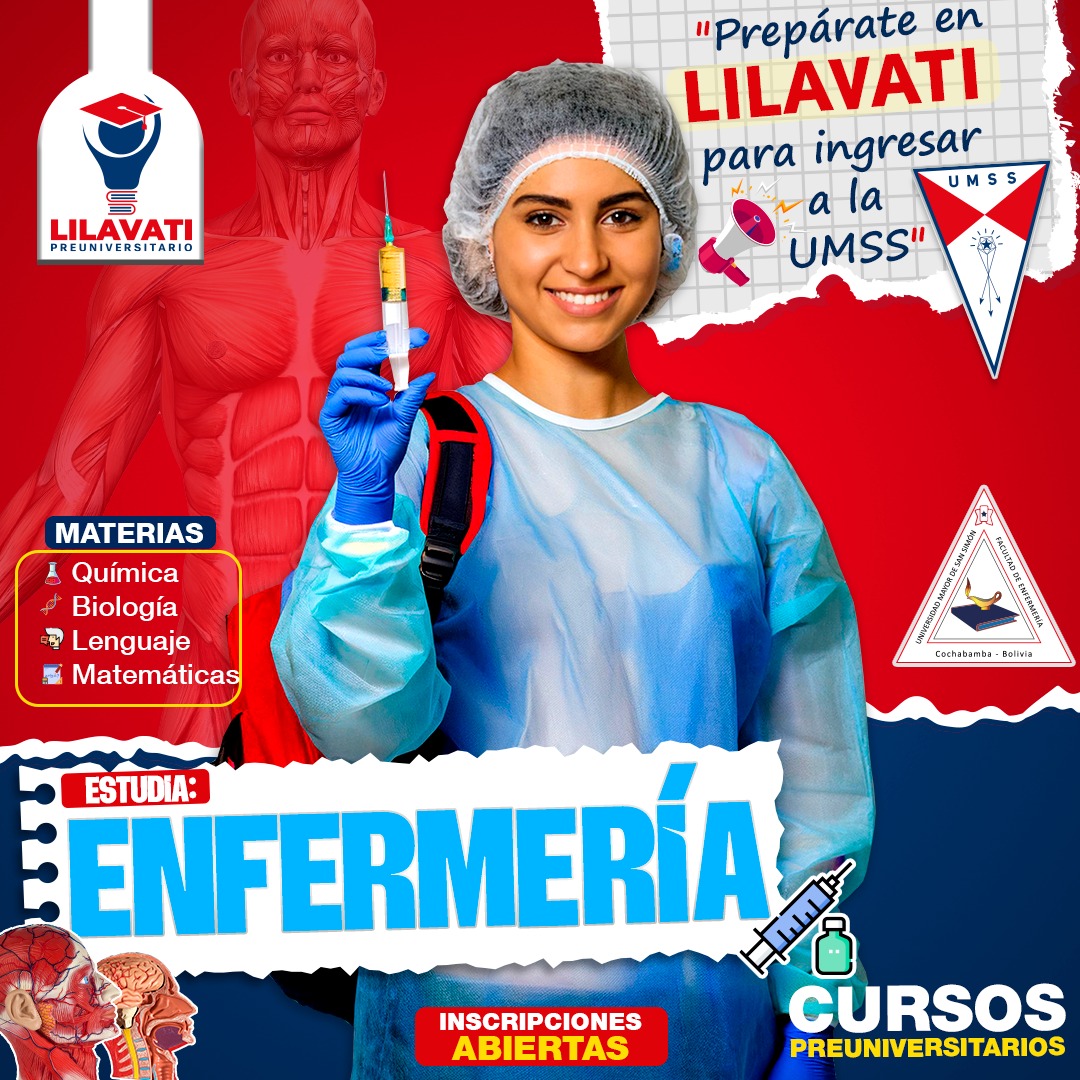 "Prepárate en
LILAVATI
para ingresar
a la
UMSS"
UMSS
LILAVATI
PREUNIVERSITARIO
MATERIAS
Química
Biología
Lenguaje
Matemáticas
UNIVERSIDAD MAYOR DE SAN SIMÓN
FACULTAD DE ENFERMERÍA
Cochabamba - Bolivia
ESTUDIA:
ENFERMERÍA
INSCRIPCIONES
ABIERTAS
CURSOS
PREUNIVERSITARIOS